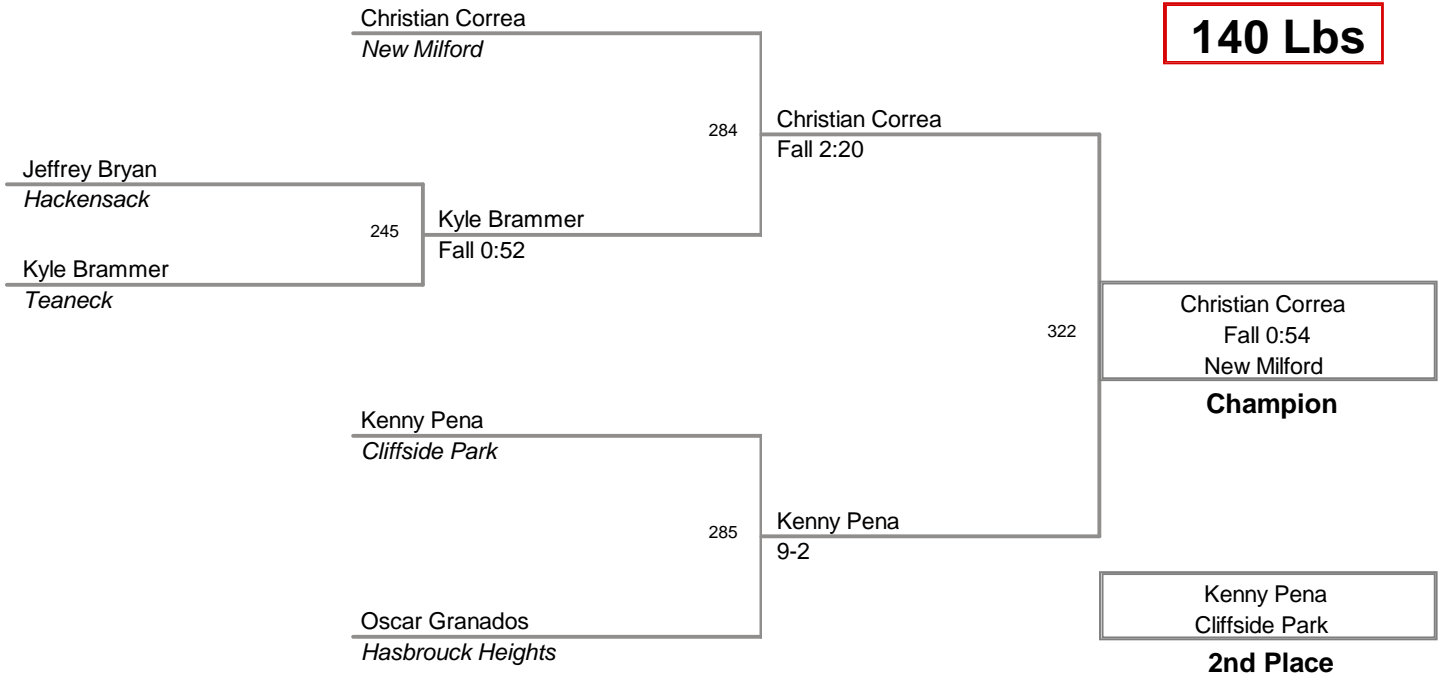 Christian Correa
New Milford
140 Lbs
284
Christian Correa
Fall 2:20
Jeffrey Bryan
Hackensack
245
Kyle Brammer
Fall 0:52
Kyle Brammer
Teaneck
322
Christian Correa
Fall 0:54
New Milford
Champion
Kenny Pena
Cliffside Park
285
Kenny Pena
9-2
Oscar Granados
Hasbrouck Heights
Kenny Pena
Cliffside Park
2nd Place